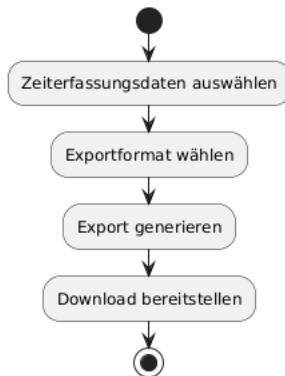 Zeiterfassungsdaten auswählen
Exportformat wählen
Export generieren
Download bereitstellen